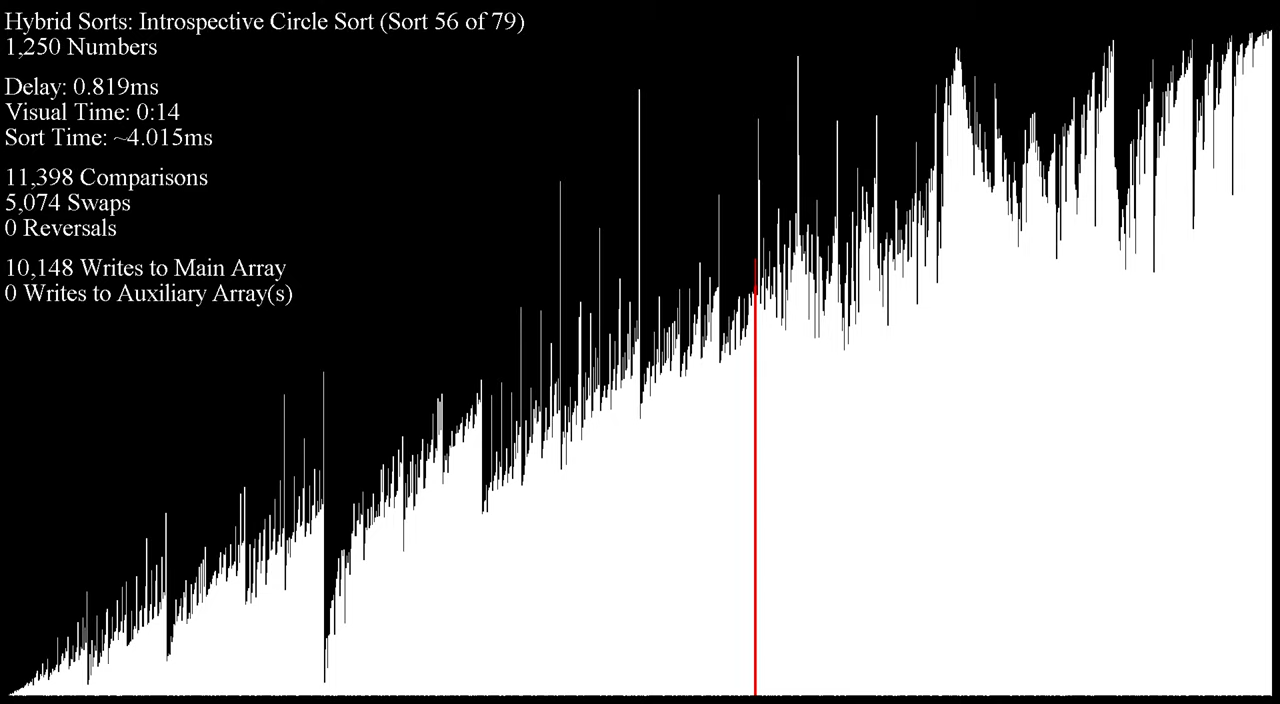 Hybrid Sorts: Introspective Circle Sort (Sort 56 of 79)
1,250 Numbers
Delay: 0.819ms
Visual Time: 0:14
Sort Time: ~4.015ms
11,398 Comparisons
5,074 Swaps
0 Reversals
10,148 Writes to Main Array
0 Writes to Auxiliary Array(s)